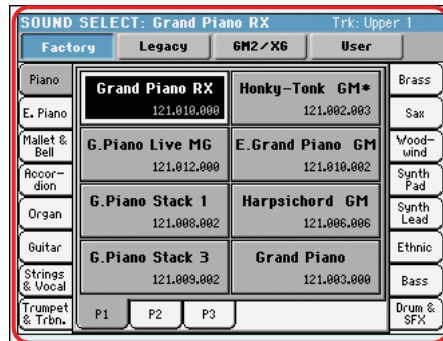 SOUND SELECT: Grand Piano RX Trk: Upper 1
Factory Legacy GM2/XG User
Piano
E. Piano
Mallet &
Bell
Accor-
dion
Organ
Guitar
Strings
& Vocal
Trumpet
& Trbn.
Grand Piano RX
121.010.000
Honky-Tonk GM*
121.002.003
G.Piano Live MG
121.012.000
E.Grand Piano GM
121.010.002
G.Piano Stack 1
121.008.002
Harpsichord GM
121.006.006
G.Piano Stack 3
121.009.002
Grand Piano
121.003.000
P1 P2 P3
Brass
Sax
Wood-
wind
Synth
Pad
Synth
Lead
Ethnic
Bass
Drum &
SFX